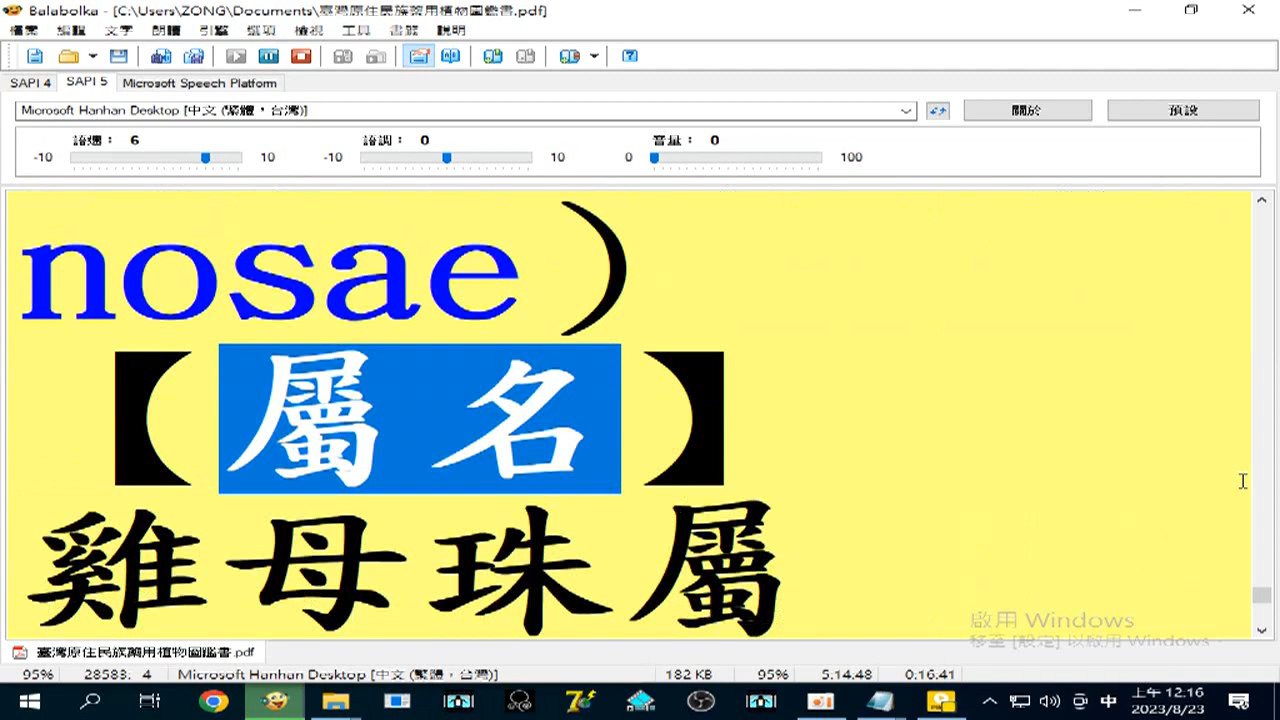 Balabolka - [C:\Users\ZONG\Documents\臺灣原住民族藥用植物圖鑑書.pdf]
檔案 編輯 文字 朗讀 引擎 選項 檢視 工具 書籤 說明
SAPI 4 SAPI 5 Microsoft Speech Platform
Microsoft Hanhan Desktop [中文 (繁體，台灣)] 關於 預設
語速： 6 語調： 0 音量： 0
-10 10 -10 10 0 100
nosae）
【屬名】
雞母珠屬
啟用 Windows
移至 [設定] 以啟用 Windows。
臺灣原住民族藥用植物圖鑑書.pdf
95% 28583: 4 Microsoft Hanhan Desktop [中文 (繁體，台灣)] 182 KB 95% 5:14.48 0:16.41
中 上午 12:16
2023/8/23